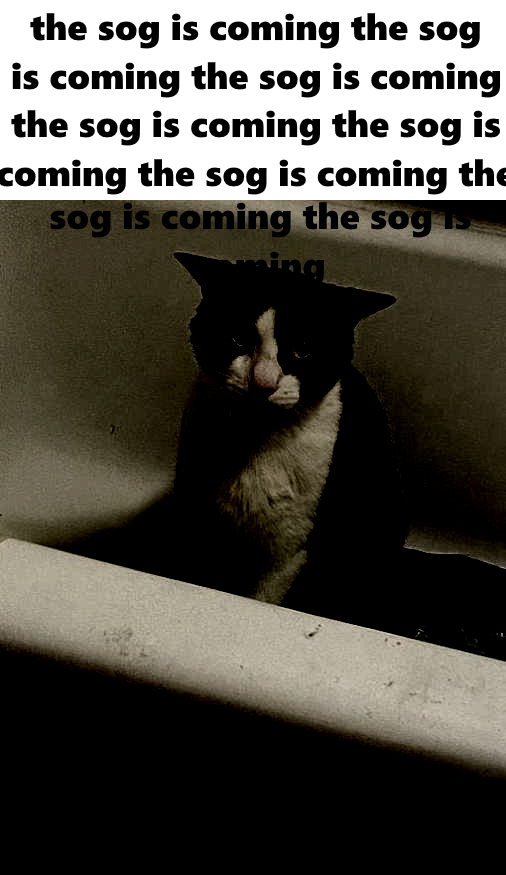 the sog is coming the sog
is coming the sog is coming
the sog is coming the sog is
coming the sog is coming the
sog is coming the sog is